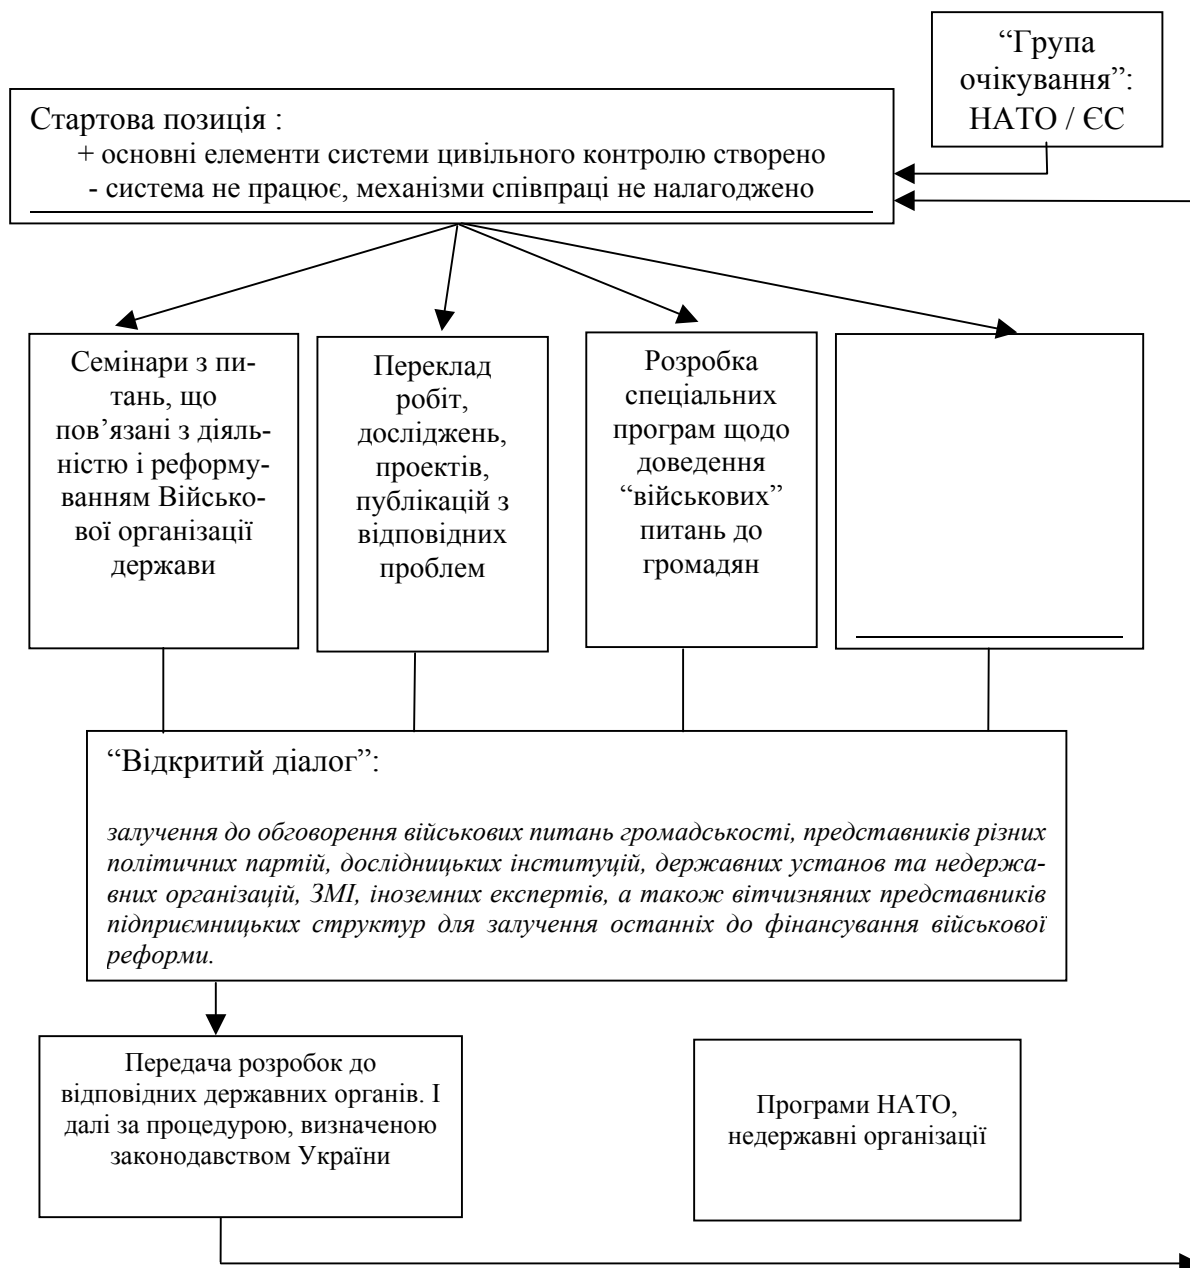 “Група
очікування”:
НАТО / ЄС
Стартова позиція :
+ основні елементи системи цивільного контролю створено
- система не працює, механізми співпраці не налагоджено
Семінари з пи-
тань, що
пов’язані з діяль-
ністю і реформу-
ванням Військо-
вої організації
держави
Переклад
робіт,
досліджень,
проектів,
публікацій з
відповідних
проблем
Розробка
спеціальних
програм щодо
доведення
“військових”
питань до
громадян
“Відкритий діалог”:
залучення до обговорення військових питань громадськості, представників різних
політичних партій, дослідницьких інституцій, державних установ та недержа-
вних організацій, ЗМІ, іноземних експертів, а також вітчизняних представників
підприємницьких структур для залучення останніх до фінансування військової
реформи.
Передача розробок до
відповідних державних органів. І
далі за процедурою, визначеною
законодавством України
Програми НАТО,
недержавні організації